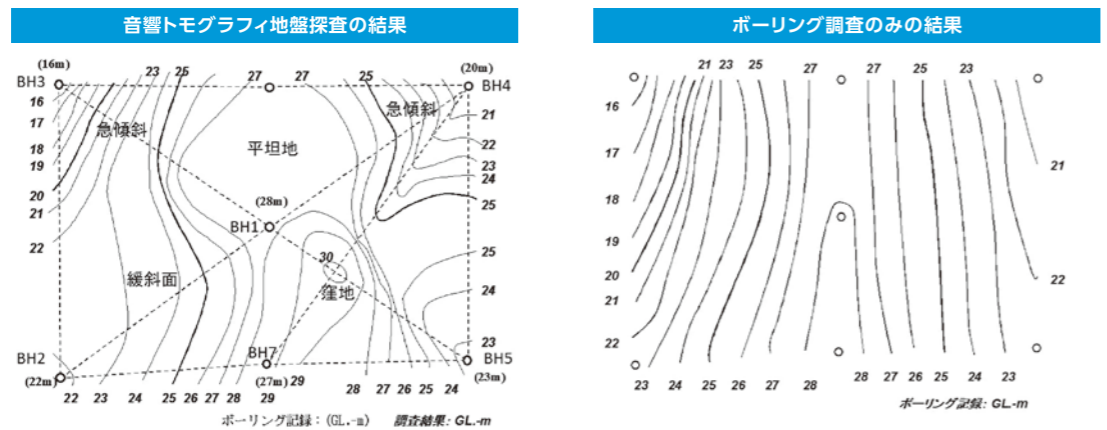 音響トモグラフィ地盤探査の結果
(16m)
BH3
23
25
27
27
25
(20m)
BH4
16
17
18
19
20
21
22
急傾斜
急傾斜
平坦地
21
22
23
24
25
(28m)
BH1
30
窪地
緩斜面
25
24
23
BH2
(22m)
BH7
(27m)
BH5
(23m)
22
23
24
25
26
27
28
29
29
28
27
26
25
24
ボーリング記録:(GL.-m)
調査結果: GL.-m
ボーリング調査のみの結果
21
23
25
27
27
25
23
16
17
18
19
20
21
22
21
22
23
24
25
26
27
28
28
27
26
25
24
23
ボーリング記録: GL.-m